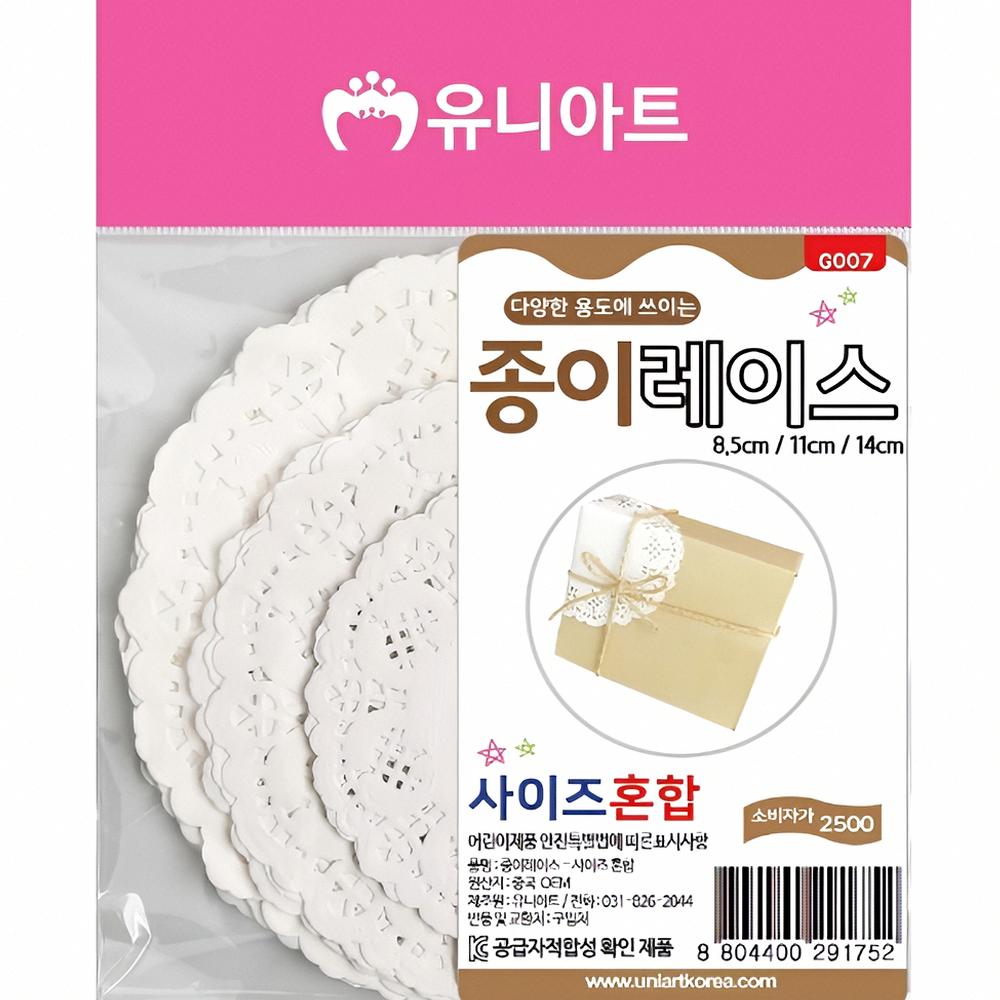 유니아트
G007
다양한 용도에 쓰이는
종이레이스
8,5cm / 11cm / 14cm
사이즈혼합
소비자가 2500
어린이제품 안전특별법에 따른 표시사항
품명 : 종이레이스 - 사이즈 혼합
원산지 : 중국 OEM
제조원 : 유니아트 / 전화 : 031-826-2044
반품 및 교환처 : 구입처
공급자적합성 확인 제품
8 804400 291752
www.uniartkorea.com